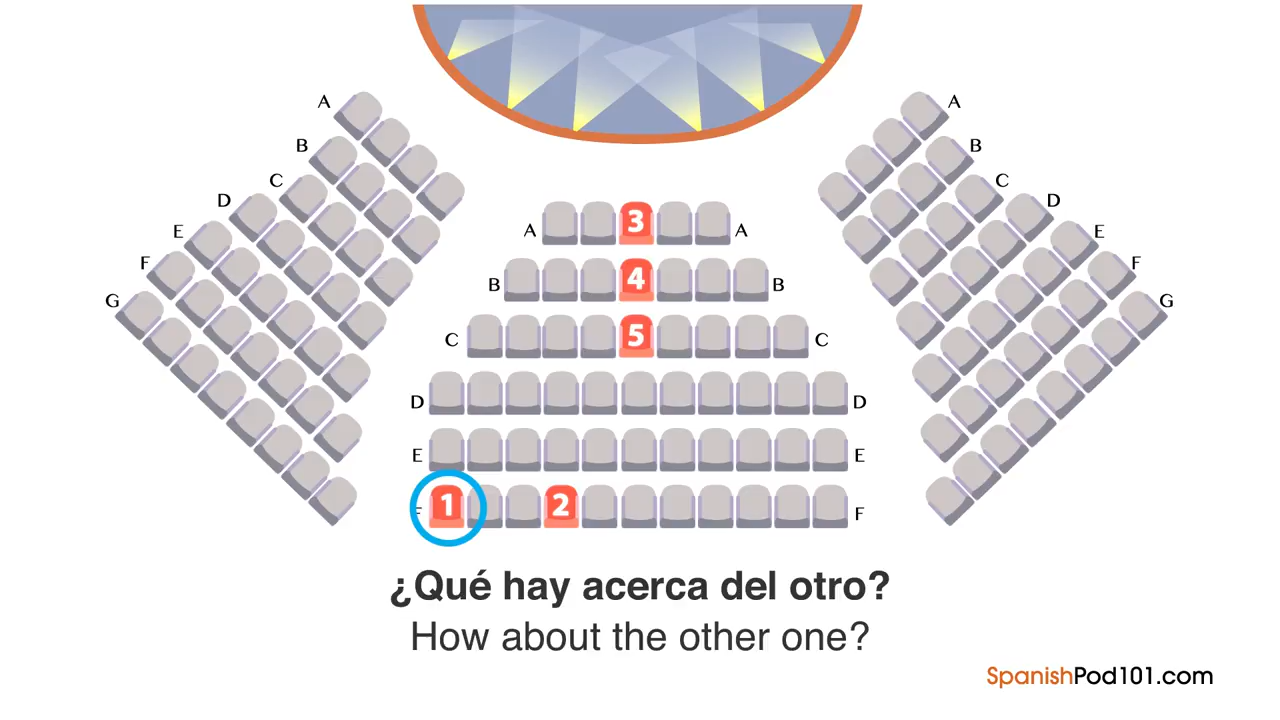 A
B
C
D
E
F
G
A
B
C
D
E
F
G
A 3 A
B 4 B
C 5 C
D D
E E
F 1 2 F
¿Qué hay acerca del otro?
How about the other one?
SpanishPod101.com